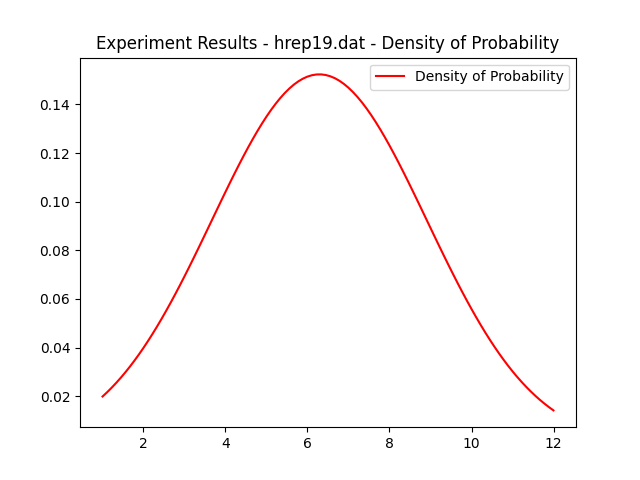 Experiment Results - hrep19.dat - Density of Probability
Density of Probability
0.14
0.12
0.10
0.08
0.06
0.04
0.02
2 4 6 8 10 12